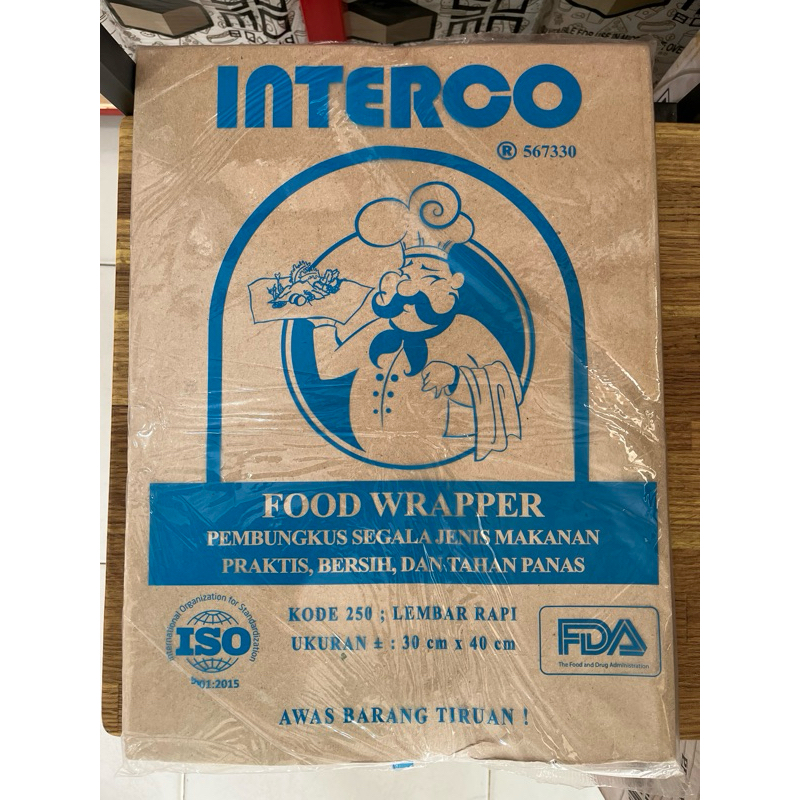 INTERCO
® 567330
FOOD WRAPPER
PEMBUNGKUS SEGALA JENIS MAKANAN
PRAKTIS, BERSIH, DAN TAHAN PANAS
International Organization for Standardization
ISO
9001:2015
KODE 250 ; LEMBAR RAPI
UKURAN ± : 30 cm x 40 cm
FDA
The Food and Drug Administration
AWAS BARANG TIRUAN !